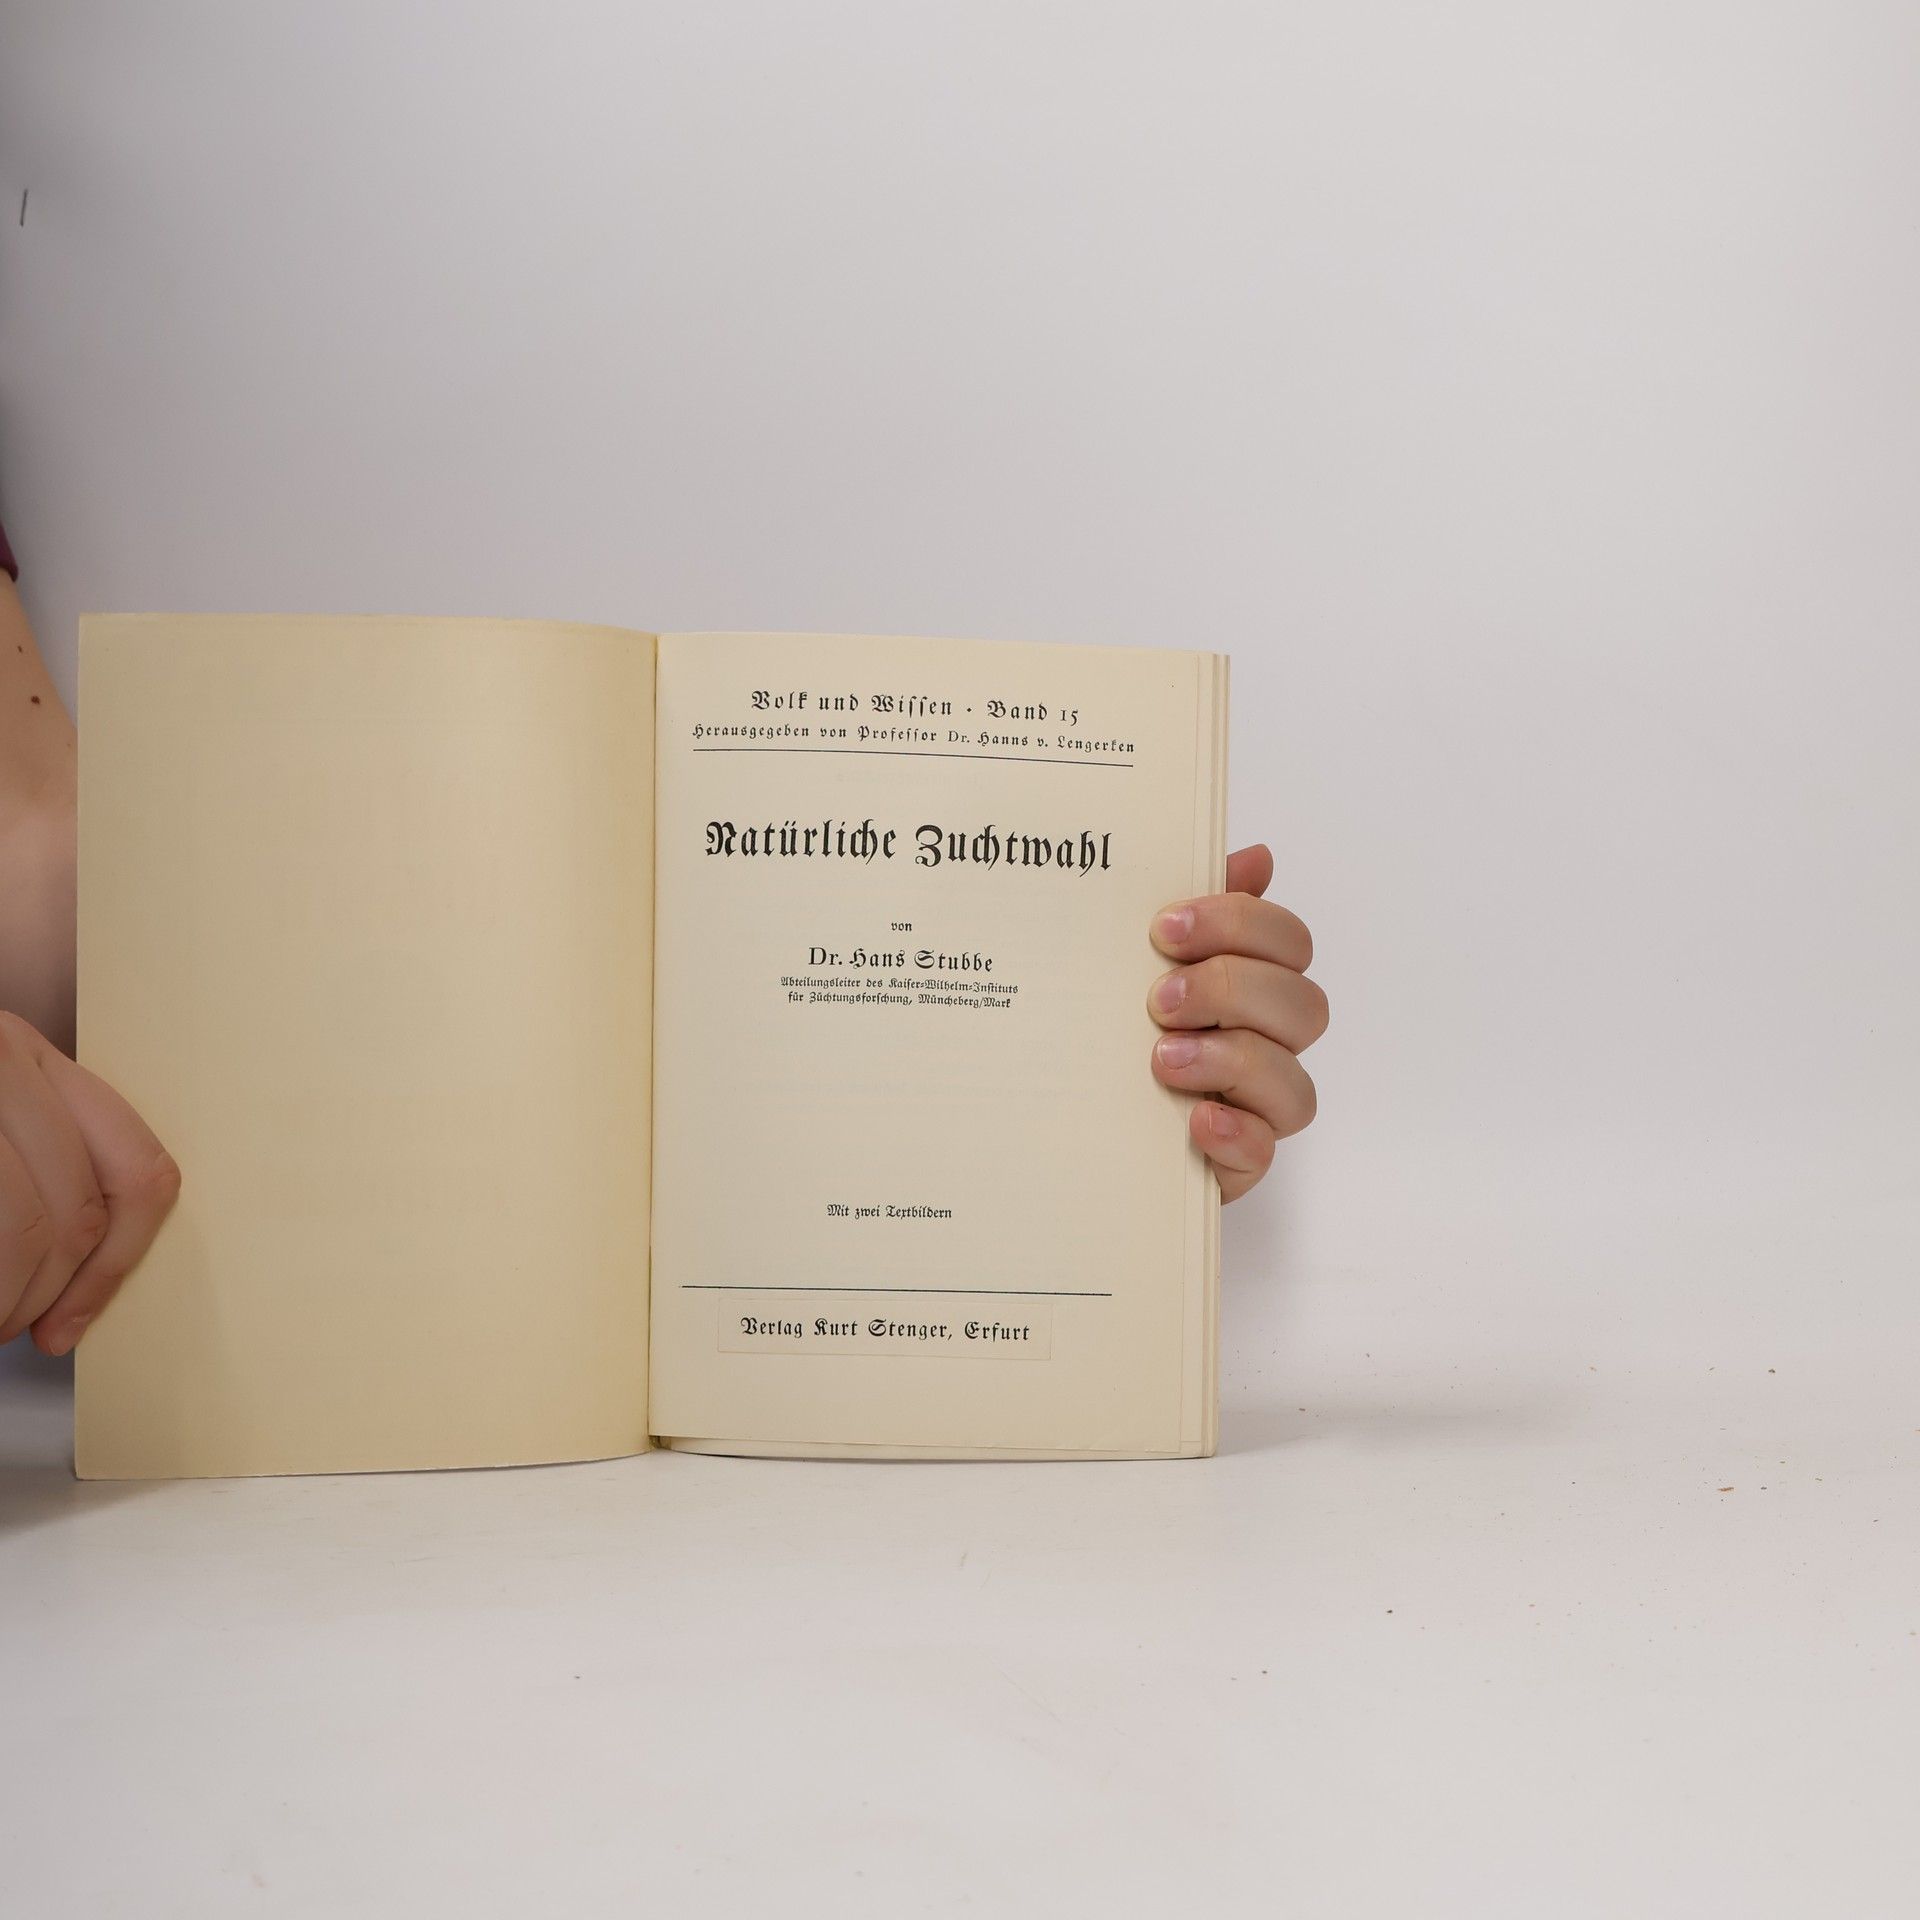 Volk und Wissen · Band 15
Herausgegeben von Professor Dr. Hanns v. Lengerken
Natürliche Zuchtwahl
von
Dr. Hans Stubbe
Abteilungsleiter des Kaiser-Wilhelm-Instituts
für Züchtungsforschung, Müncheberg/Mark
Mit zwei Textbildern
Verlag Kurt Stenger, Erfurt